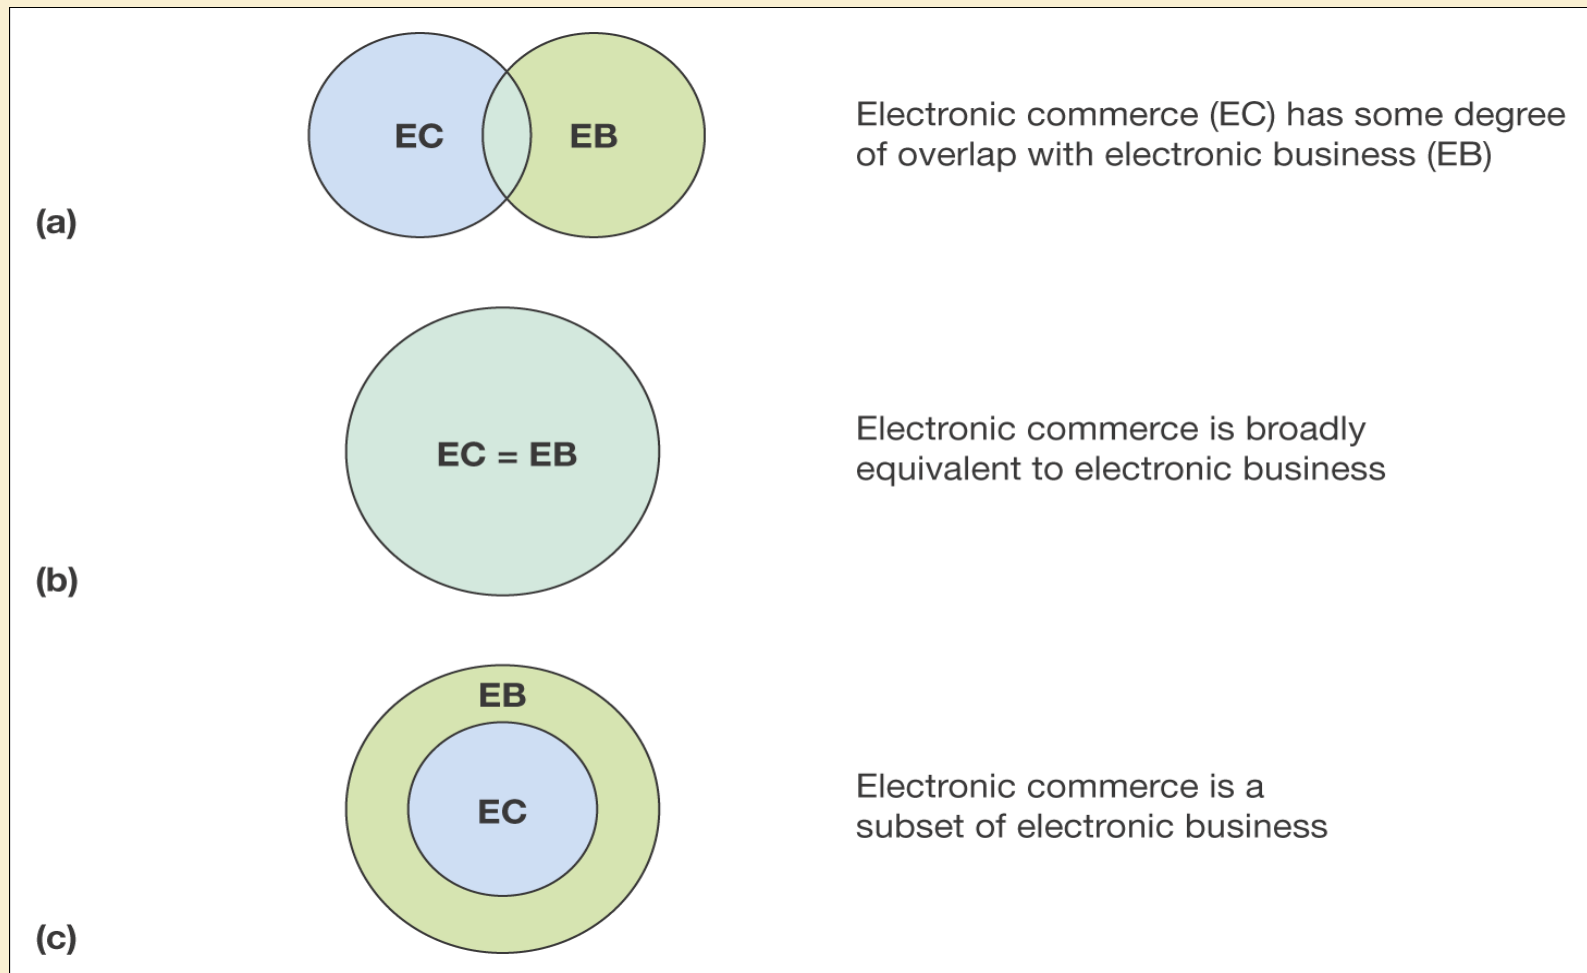 EC
EB
Electronic commerce (EC) has some degree
of overlap with electronic business (EB)
(a)
EC = EB
Electronic commerce is broadly
equivalent to electronic business
(b)
EB
EC
Electronic commerce is a
subset of electronic business
(c)